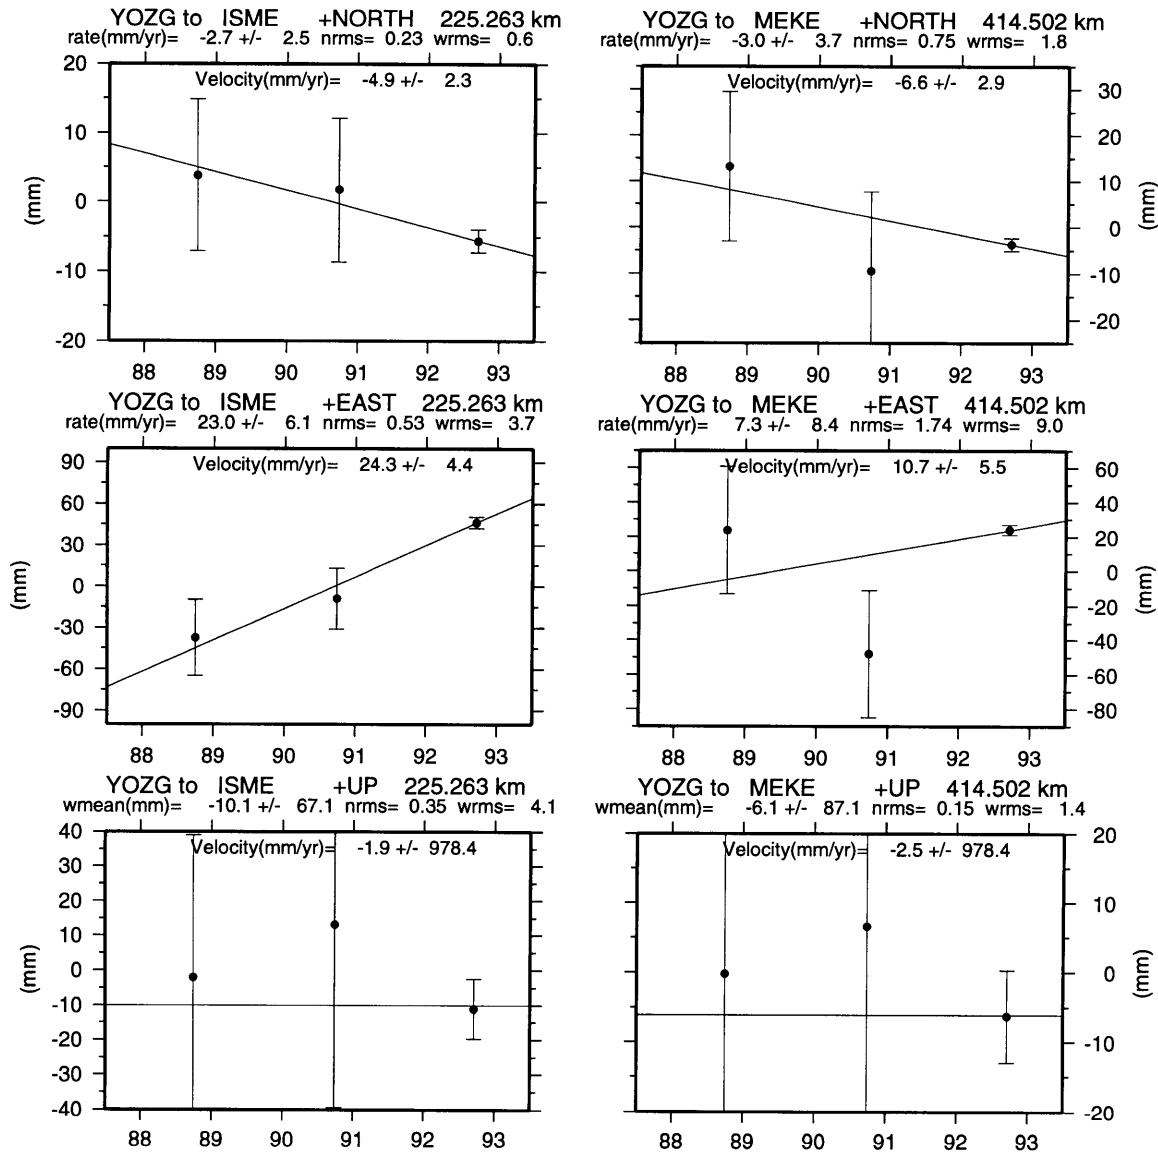 YOZG to ISME +NORTH 225.263 km
rate(mm/yr)= -2.7 +/- 2.5 nrms= 0.23 wrms= 0.6
Velocity(mm/yr)= -4.9 +/- 2.3
20
10
0
-10
-20
(mm)
88 89 90 91 92 93
YOZG to MEKE +NORTH 414.502 km
rate(mm/yr)= -3.0 +/- 3.7 nrms= 0.75 wrms= 1.8
Velocity(mm/yr)= -6.6 +/- 2.9
30
20
10
0
-10
-20
(mm)
88 89 90 91 92 93
YOZG to ISME +EAST 225.263 km
rate(mm/yr)= 23.0 +/- 6.1 nrms= 0.53 wrms= 3.7
Velocity(mm/yr)= 24.3 +/- 4.4
90
60
30
0
-30
-60
-90
(mm)
88 89 90 91 92 93
YOZG to MEKE +EAST 414.502 km
rate(mm/yr)= 7.3 +/- 8.4 nrms= 1.74 wrms= 9.0
Velocity(mm/yr)= 10.7 +/- 5.5
60
40
20
0
-20
-40
-60
-80
(mm)
88 89 90 91 92 93
YOZG to ISME +UP 225.263 km
wmean(mm)= -10.1 +/- 67.1 nrms= 0.35 wrms= 4.1
Velocity(mm/yr)= -1.9 +/- 978.4
40
30
20
10
0
-10
-20
-30
-40
(mm)
88 89 90 91 92 93
YOZG to MEKE +UP 414.502 km
wmean(mm)= -6.1 +/- 87.1 nrms= 0.15 wrms= 1.4
Velocity(mm/yr)= -2.5 +/- 978.4
20
10
0
-10
-20
(mm)
88 89 90 91 92 93